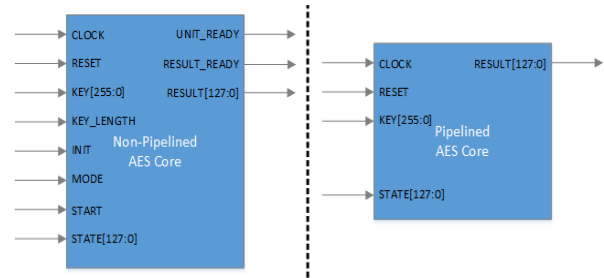 CLOCK UNIT_READY
RESET RESULT_READY
KEY[255:0] RESULT[127:0]
KEY_LENGTH
Non-Pipelined
INIT
AES Core
MODE
START
STATE[127:0]
CLOCK RESULT[127:0]
RESET
KEY[255:0]
Pipelined
AES Core
STATE[127:0]